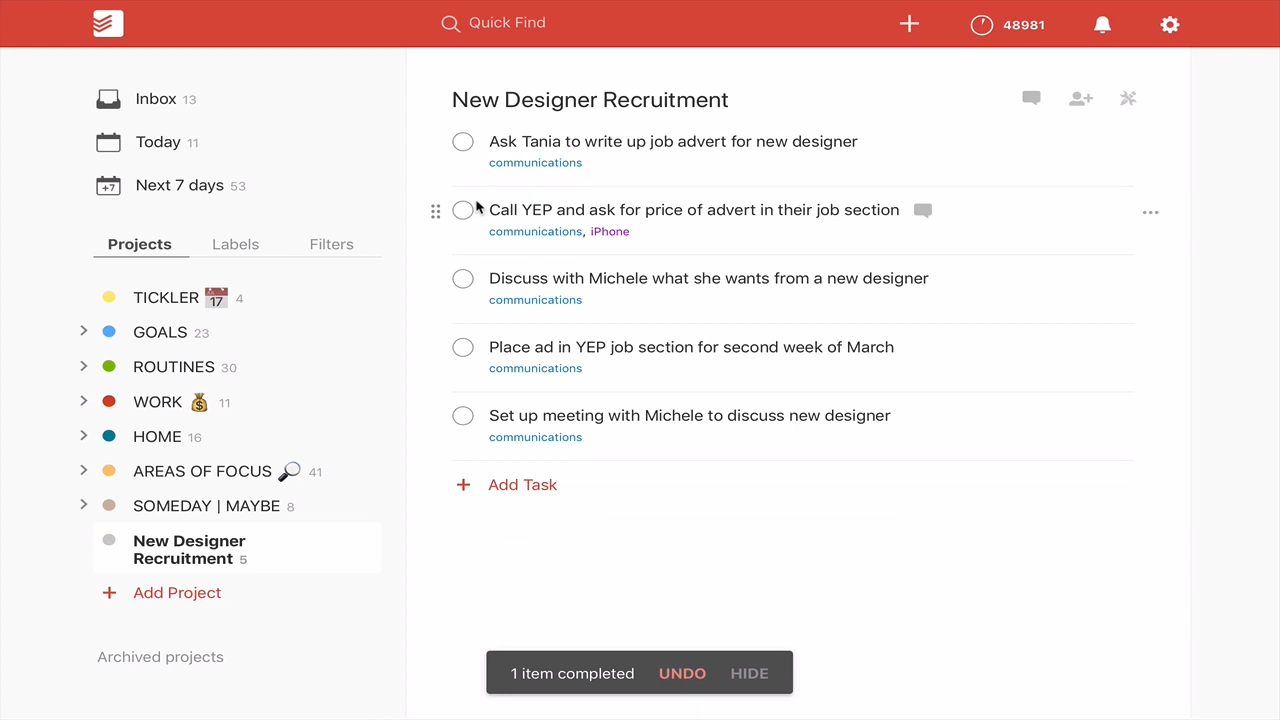 Quick Find
48981
Inbox 13
Today 11
+7 Next 7 days 53
Projects Labels Filters
TICKLER 17 4
GOALS 23
ROUTINES 30
WORK 11
HOME 16
AREAS OF FOCUS 41
SOMEDAY | MAYBE 8
New Designer
Recruitment 5
+ Add Project
Archived projects
New Designer Recruitment
Ask Tania to write up job advert for new designer
communications
Call YEP and ask for price of advert in their job section
communications, iPhone
Discuss with Michele what she wants from a new designer
communications
Place ad in YEP job section for second week of March
communications
Set up meeting with Michele to discuss new designer
communications
+ Add Task
1 item completed UNDO HIDE